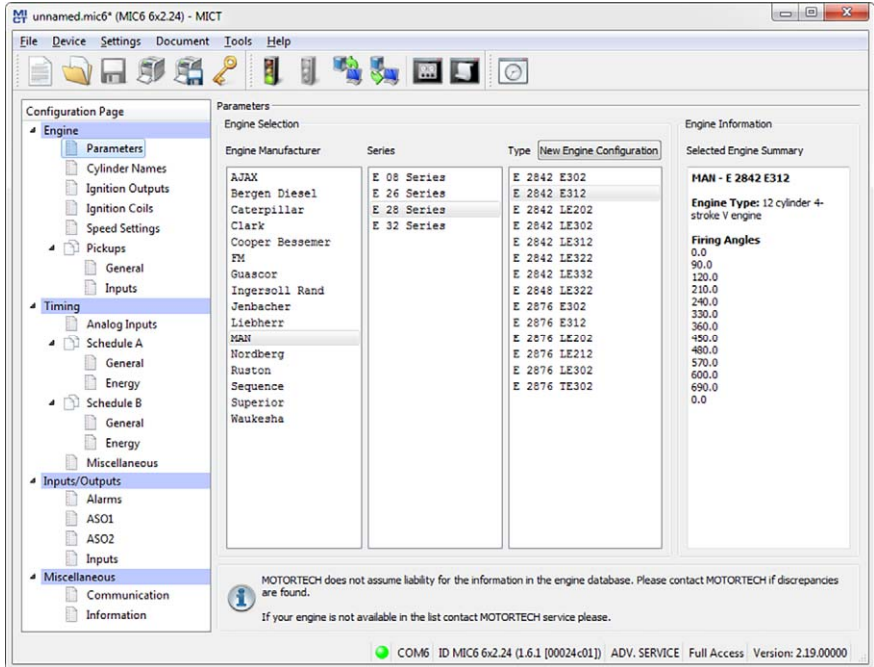 unnamed.mic6* (MIC6 6x2.24) - MICT
File Device Settings Document Tools Help
Configuration Page
Engine
Parameters
Cylinder Names
Ignition Outputs
Ignition Coils
Speed Settings
Pickups
General
Inputs
Timing
Analog Inputs
Schedule A
General
Energy
Schedule B
General
Energy
Miscellaneous
Inputs/Outputs
Alarms
ASO1
ASO2
Inputs
Miscellaneous
Communication
Information
Parameters
Engine Selection
Engine Manufacturer
AJAX
Bergen Diesel
Caterpillar
Clark
Cooper Bessemer
FM
Guascor
Ingersoll Rand
Jenbacher
Liebherr
MAN
Nordberg
Ruston
Sequence
Superior
Waukesha
Series
E 08 Series
E 26 Series
E 28 Series
E 32 Series
Type New Engine Configuration
E 2842 E302
E 2842 E312
E 2842 LE202
E 2842 LE302
E 2842 LE312
E 2842 LE322
E 2842 LE332
E 2848 LE322
E 2876 E302
E 2876 E312
E 2876 LE202
E 2876 LE212
E 2876 LE302
E 2876 TE302
Engine Information
Selected Engine Summary
MAN - E 2842 E312
Engine Type: 12 cylinder 4-
stroke V engine
Firing Angles
0.0
90.0
120.0
210.0
240.0
330.0
360.0
450.0
480.0
570.0
600.0
690.0
0.0
MOTORTECH does not assume liability for the information in the engine database. Please contact MOTORTECH if discrepancies
are found.
If your engine is not available in the list contact MOTORTECH service please.
COM6 ID MIC6 6x2.24 (1.6.1 [00024c01]) ADV. SERVICE Full Access Version: 2.19.00000